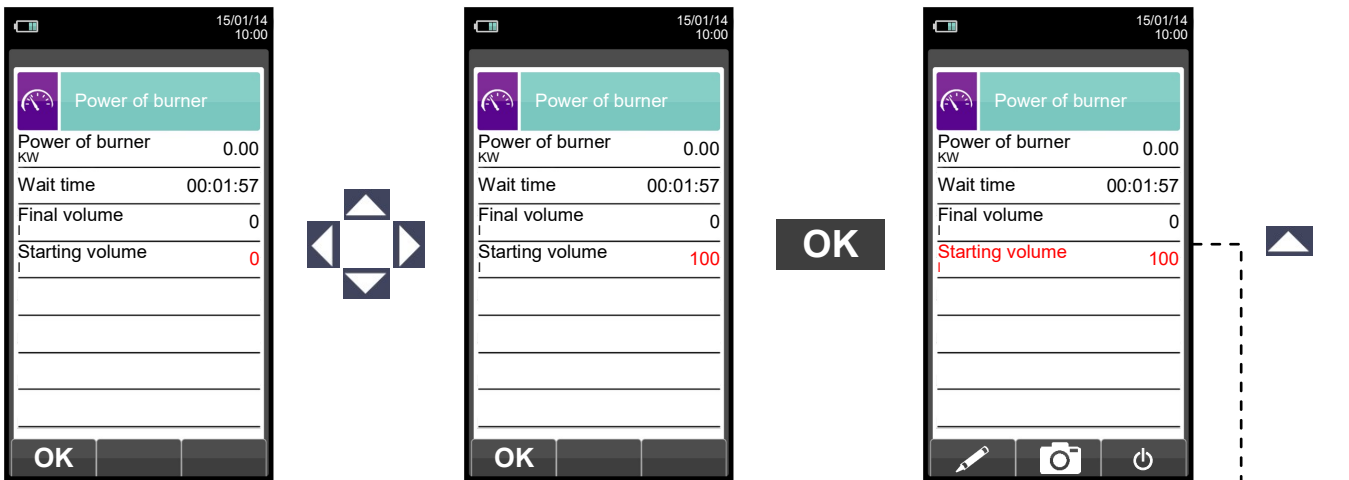 15/01/14
10:00
Power of burner
Power of burner
KW
0.00
Wait time 00:01:57
Final volume
l
0
Starting volume
l
0
OK
15/01/14
10:00
Power of burner
Power of burner
KW
0.00
Wait time 00:01:57
Final volume
l
0
Starting volume
l
100
OK
OK
15/01/14
10:00
Power of burner
Power of burner
KW
0.00
Wait time 00:01:57
Final volume
l
0
Starting volume
l
100